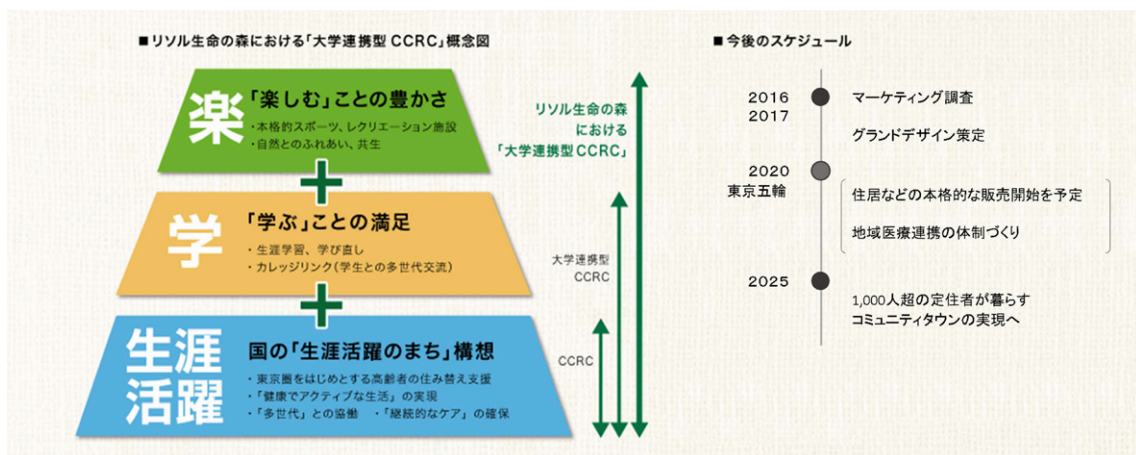 ■リソル生命の森における「大学連携型 CCRC」概念図
楽
「楽しむ」ことの豊かさ
・本格的スポーツ、レクリエーション施設
・自然とのふれあい、共生
学
「学ぶ」ことの満足
・生涯学習、学び直し
・カレッジリンク(学生との多世代交流)
生涯
活躍
国の「生涯活躍のまち」構想
・東京圏をはじめとする高齢者の住み替え支援
・「健康でアクティブな生活」の実現
・「多世代」との協働 ・「継続的なケア」の確保
リソル生命の森
における
「大学連携型CCRC」
大学連携型
CCRC
CCRC
■今後のスケジュール
2016
2017
マーケティング調査
グランドデザイン策定
2020
東京五輪
住居などの本格的な販売開始を予定
地域医療連携の体制づくり
2025
1,000人超の定住者が暮らす
コミュニティタウンの実現へ